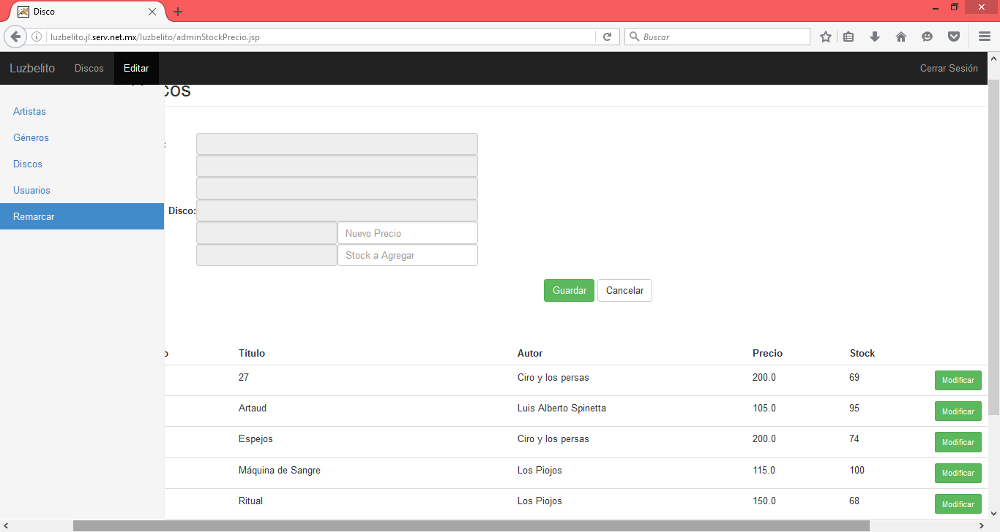 Disco
luzbelito.jl.serv.net.mx/luzbelito/adminStockPrecio.jsp
Buscar
Luzbelito Discos Editar Cerrar Sesión
Artistas
Géneros
Discos
Usuarios
Remarcar
cos
:
Disco:
Nuevo Precio
Stock a Agregar
Guardar Cancelar
o Título Autor Precio Stock
27 Ciro y los persas 200.0 69 Modificar
Artaud Luis Alberto Spinetta 105.0 95 Modificar
Espejos Ciro y los persas 200.0 74 Modificar
Máquina de Sangre Los Piojos 115.0 100 Modificar
Ritual Los Piojos 150.0 68 Modificar